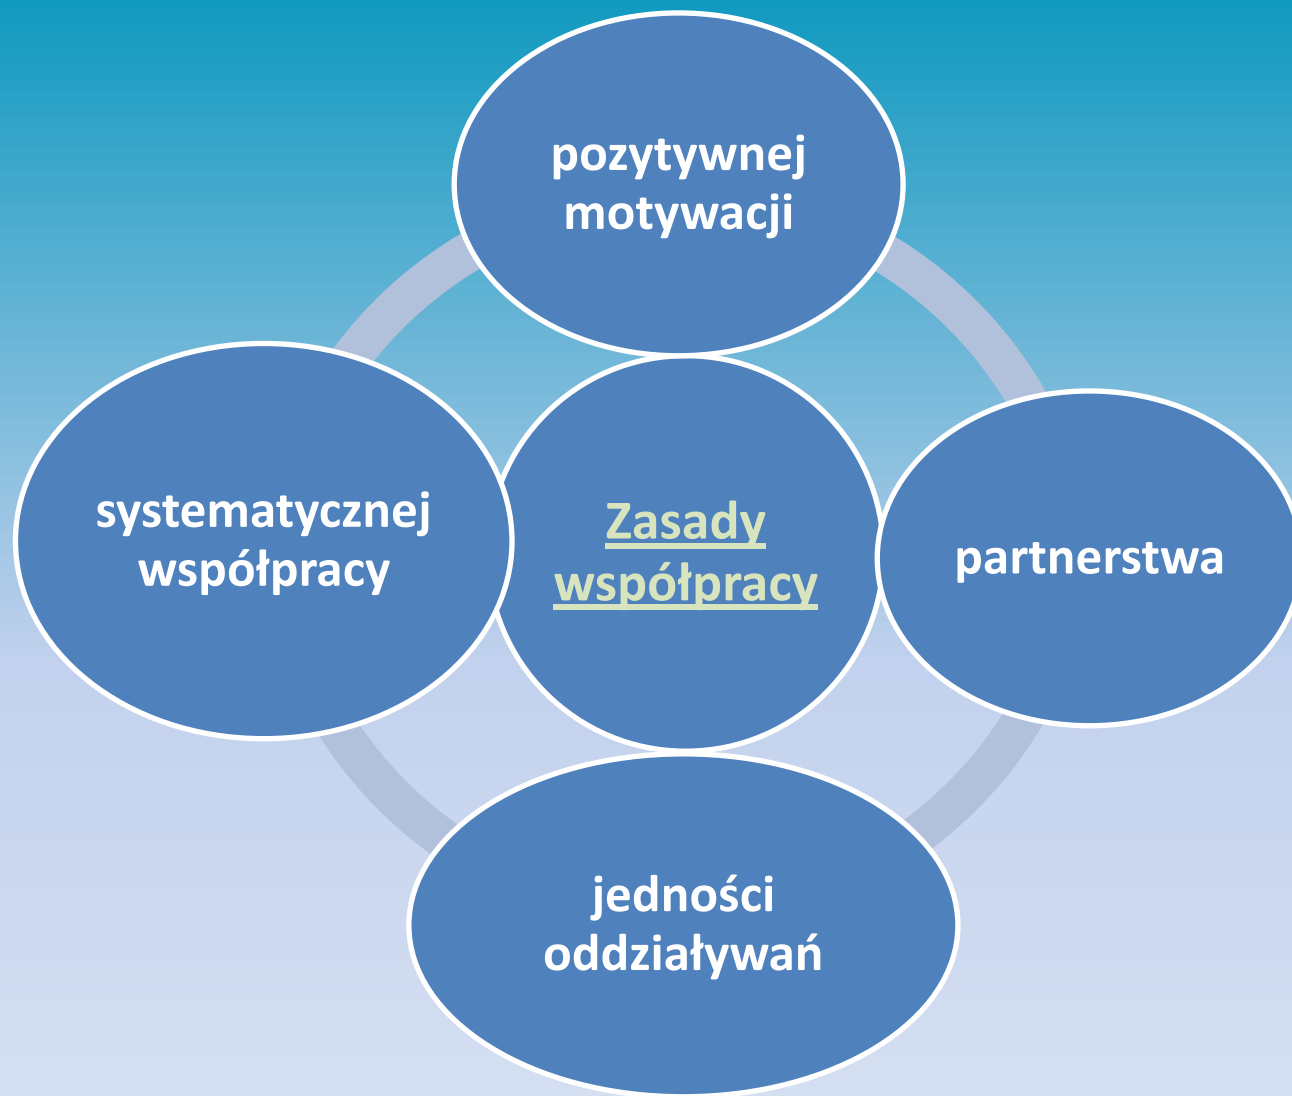 pozytywnej
motywacji
systematycznej
współpracy
Zasady
współpracy
partnerstwa
jedności
oddziaływań